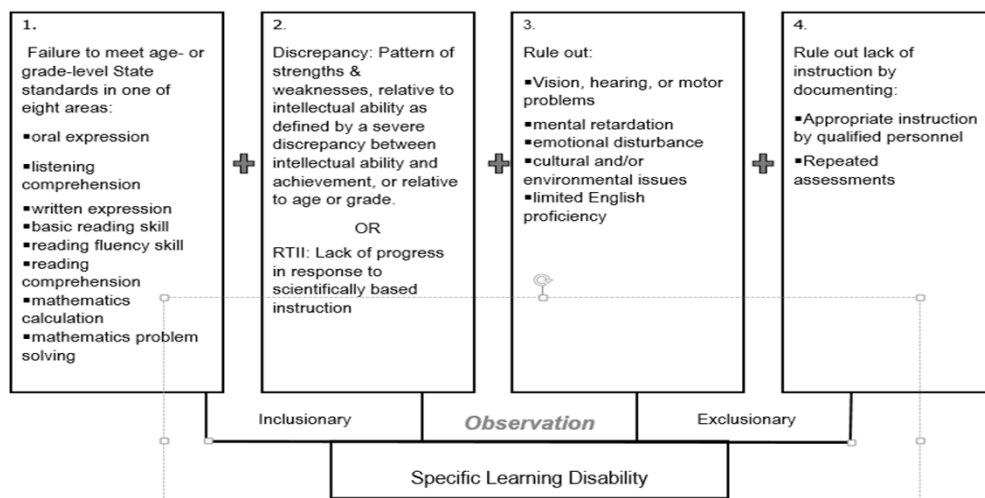 1.
Failure to meet age- or
grade-level State
standards in one of
eight areas:
▪oral expression
▪listening
comprehension
▪written expression
▪basic reading skill
▪reading fluency skill
▪reading
comprehension
▪mathematics
calculation
▪mathematics problem
solving
2.
Discrepancy: Pattern of
strengths &
weaknesses, relative to
intellectual ability as
defined by a severe
discrepancy between
intellectual ability and
achievement, or relative
to age or grade.
OR
RTII: Lack of progress
in response to
scientifically based
instruction
3.
Rule out:
▪Vision, hearing, or motor
problems
▪mental retardation
▪emotional disturbance
▪cultural and/or
environmental issues
▪limited English
proficiency
4.
Rule out lack of
instruction by
documenting:
▪Appropriate instruction
by qualified personnel
▪Repeated
assessments
Inclusionary
Observation
Exclusionary
Specific Learning Disability